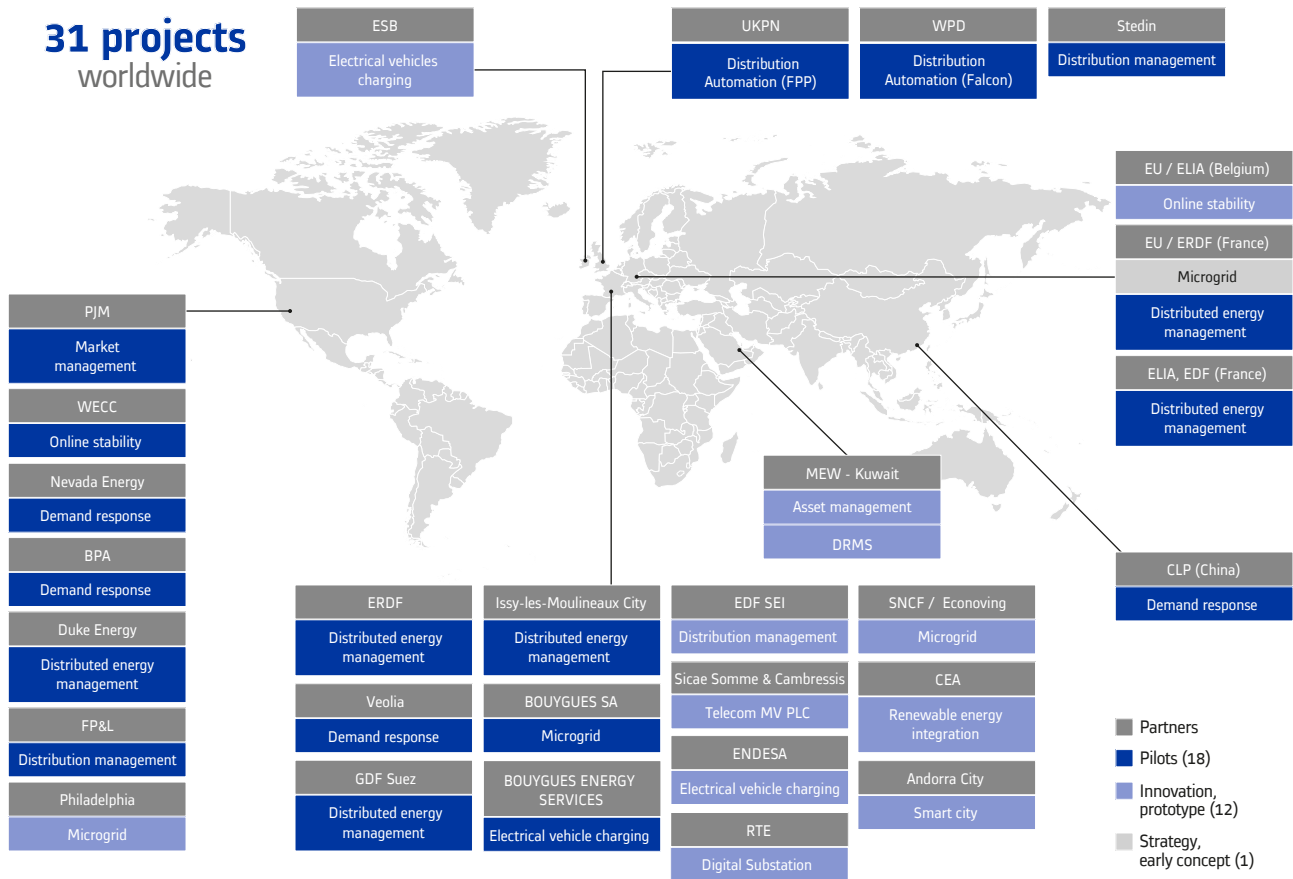 31 projects
worldwide
ESB
Electrical vehicles
charging
UKPN
Distribution
Automation (FPP)
WPD
Distribution
Automation (Falcon)
Stedin
Distribution management
EU / ELIA (Belgium)
Online stability
EU / ERDF (France)
Microgrid
Distributed energy
management
ELIA, EDF (France)
Distributed energy
management
PJM
Market
management
WECC
Online stability
Nevada Energy
Demand response
BPA
Demand response
Duke Energy
Distributed energy
management
FP&L
Distribution management
Philadelphia
Microgrid
MEW - Kuwait
Asset management
DRMS
CLP (China)
Demand response
ERDF
Distributed energy
management
Veolia
Demand response
GDF Suez
Distributed energy
management
Issy-les-Moulineaux City
Distributed energy
management
BOUYGUES SA
Microgrid
BOUYGUES ENERGY
SERVICES
Electrical vehicle charging
EDF SEI
Distribution management
Sicae Somme & Cambressis
Telecom MV PLC
ENDESA
Electrical vehicle charging
RTE
Digital Substation
SNCF / Econoving
Microgrid
CEA
Renewable energy
integration
Andorra City
Smart city
Partners
Pilots (18)
Innovation,
prototype (12)
Strategy,
early concept (1)